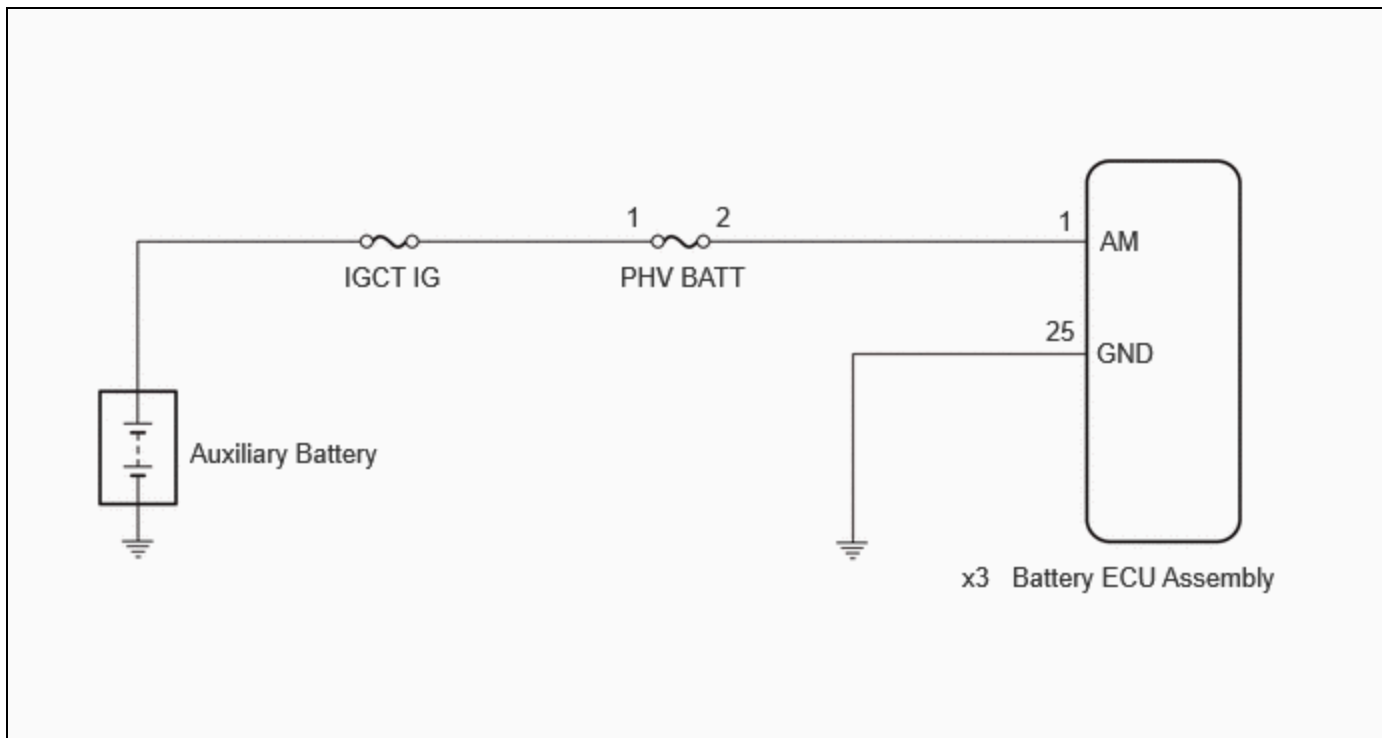 1 2 1 AM
IGCT IG PHV BATT
25 GND
Auxiliary Battery
x3 Battery ECU Assembly